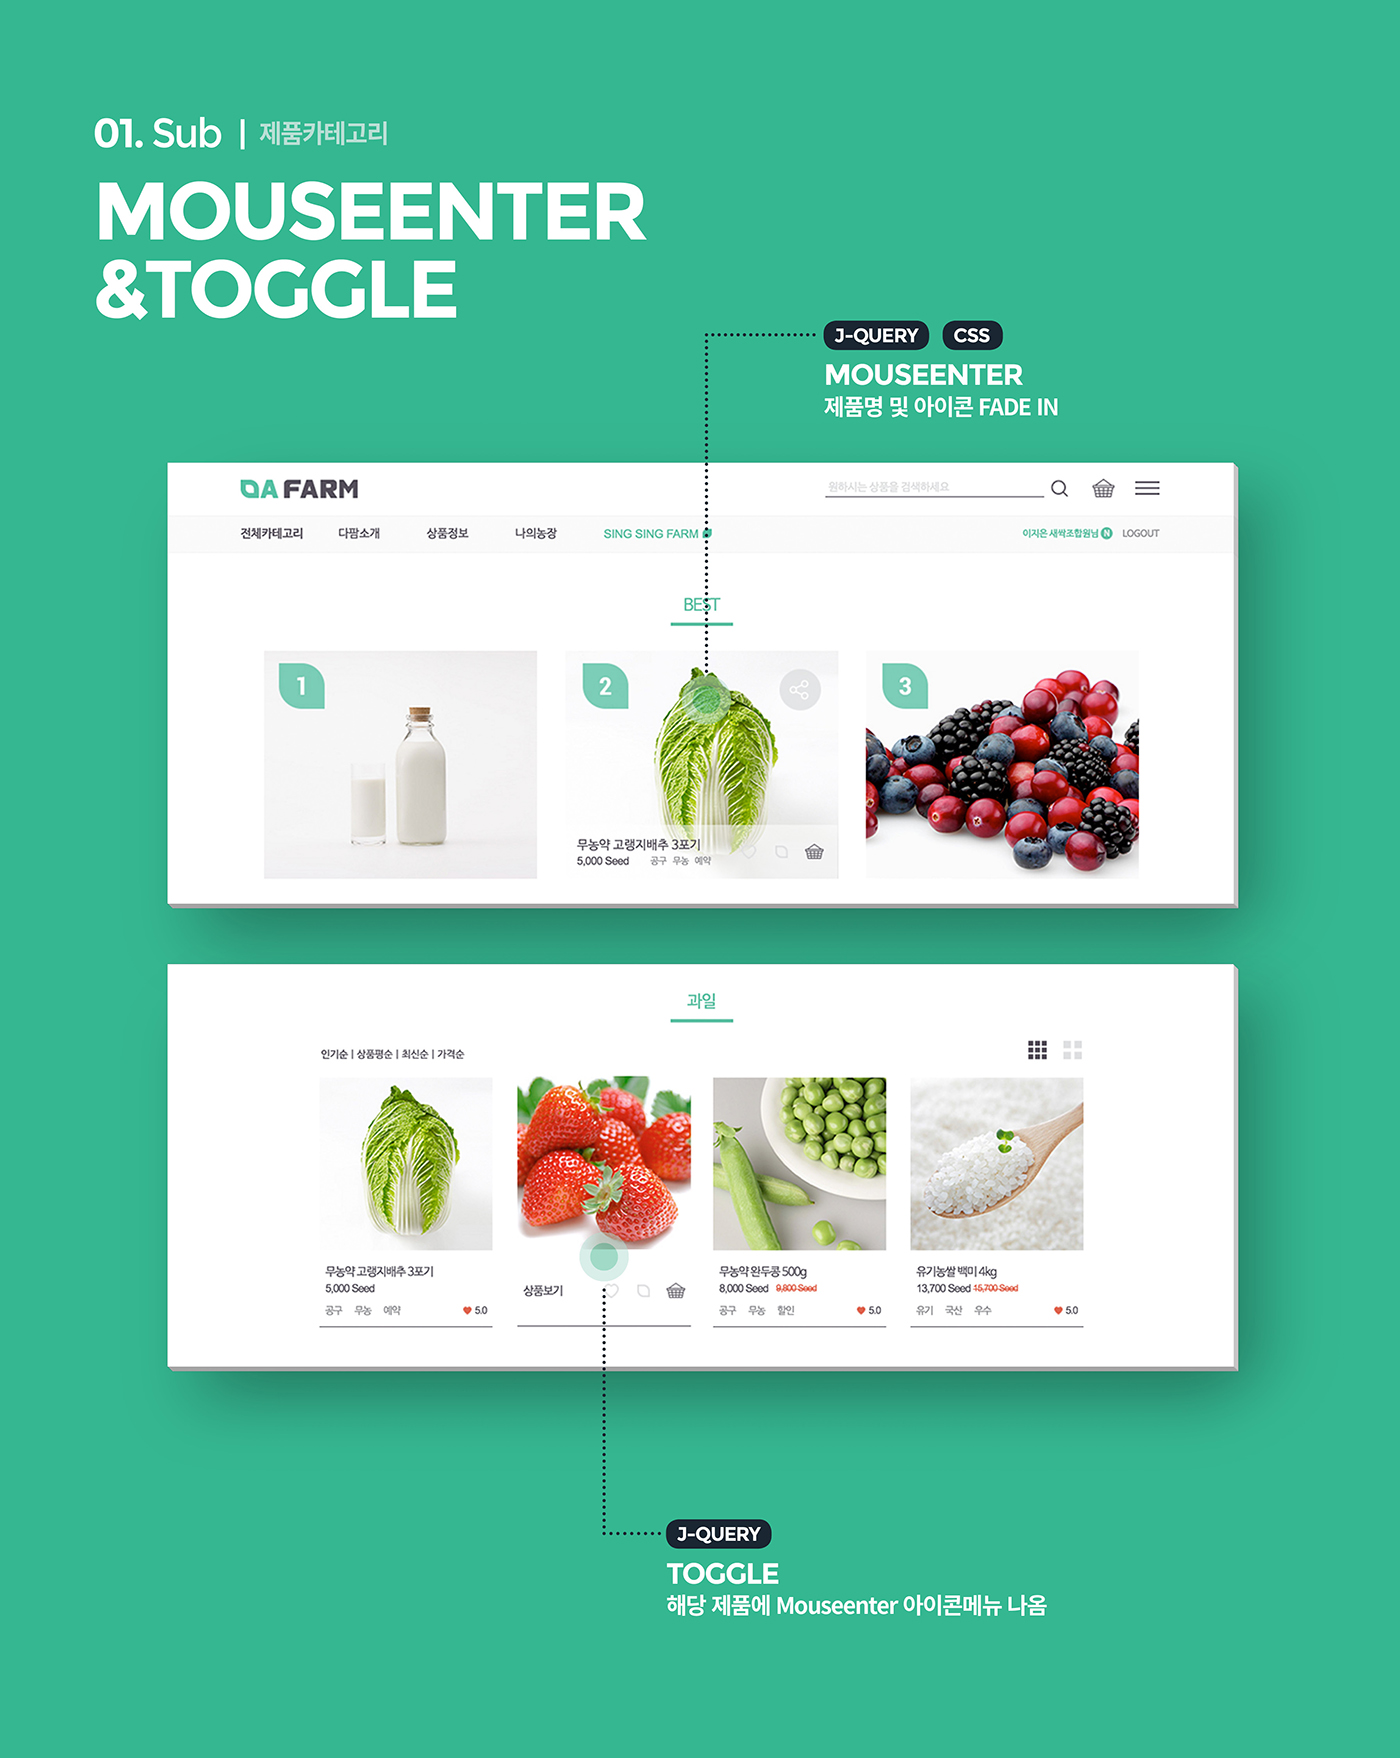 01. Sub | 제품카테고리
MOUSEENTER
&TOGGLE
J-QUERY CSS
MOUSEENTER
제품명 및 아이콘 FADE IN
DA FARM
원하시는 상품을 검색하세요
전체카테고리 다팜소개 상품정보 나의농장 SING SING FARM
이지은 새싹조합원님 N LOGOUT
BEST
1
2
3
무농약 고랭지배추 3포기
5,000 Seed 공구 무농 예약
과일
인기순 | 상품평순 | 최신순 | 가격순
무농약 고랭지배추 3포기
5,000 Seed
공구 무농 예약 5.0
상품보기
무농약 완두콩 500g
8,000 Seed 9,800 Seed
공구 무농 할인 5.0
유기농쌀 백미 4kg
13,700 Seed 15,700 Seed
유기 국산 우수 5.0
J-QUERY
TOGGLE
해당 제품에 Mouseenter 아이콘메뉴 나옴